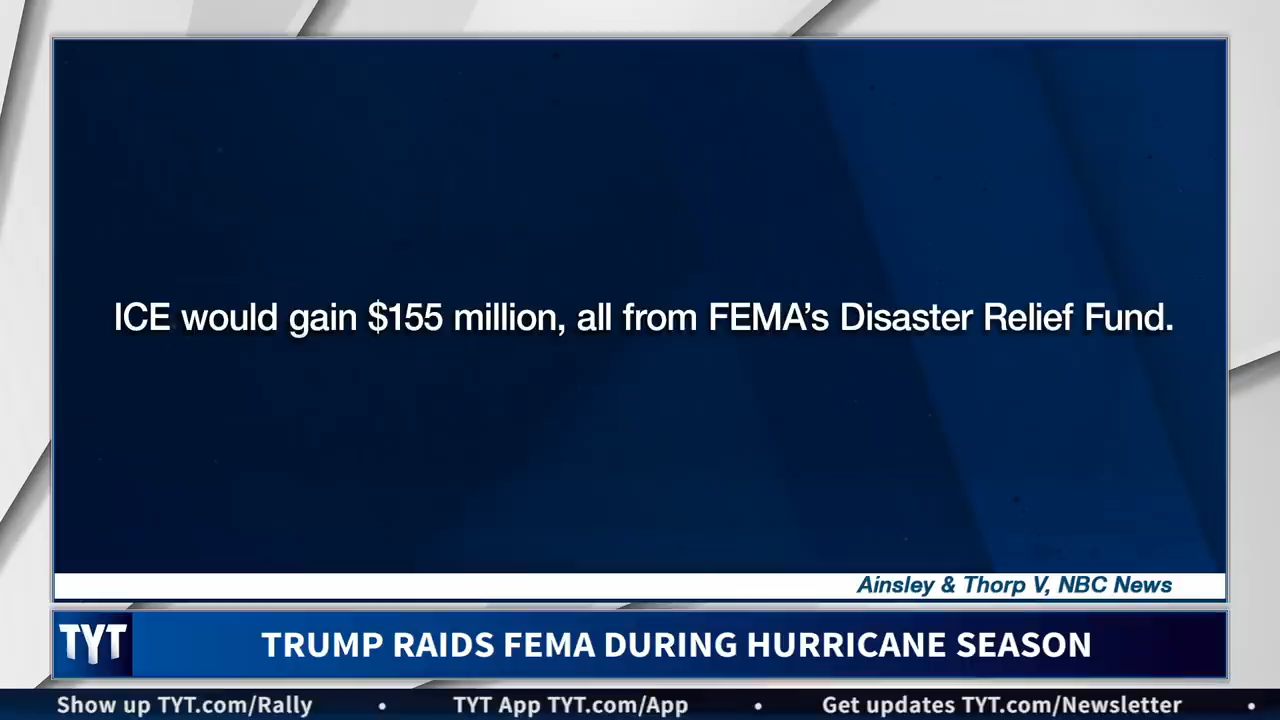 ICE would gain $155 million, all from FEMA’s Disaster Relief Fund.
Ainsley & Thorp V, NBC News
TYT TRUMP RAIDS FEMA DURING HURRICANE SEASON
Show up TYT.com/Rally • TYT App TYT.com/App • Get updates TYT.com/Newsletter •